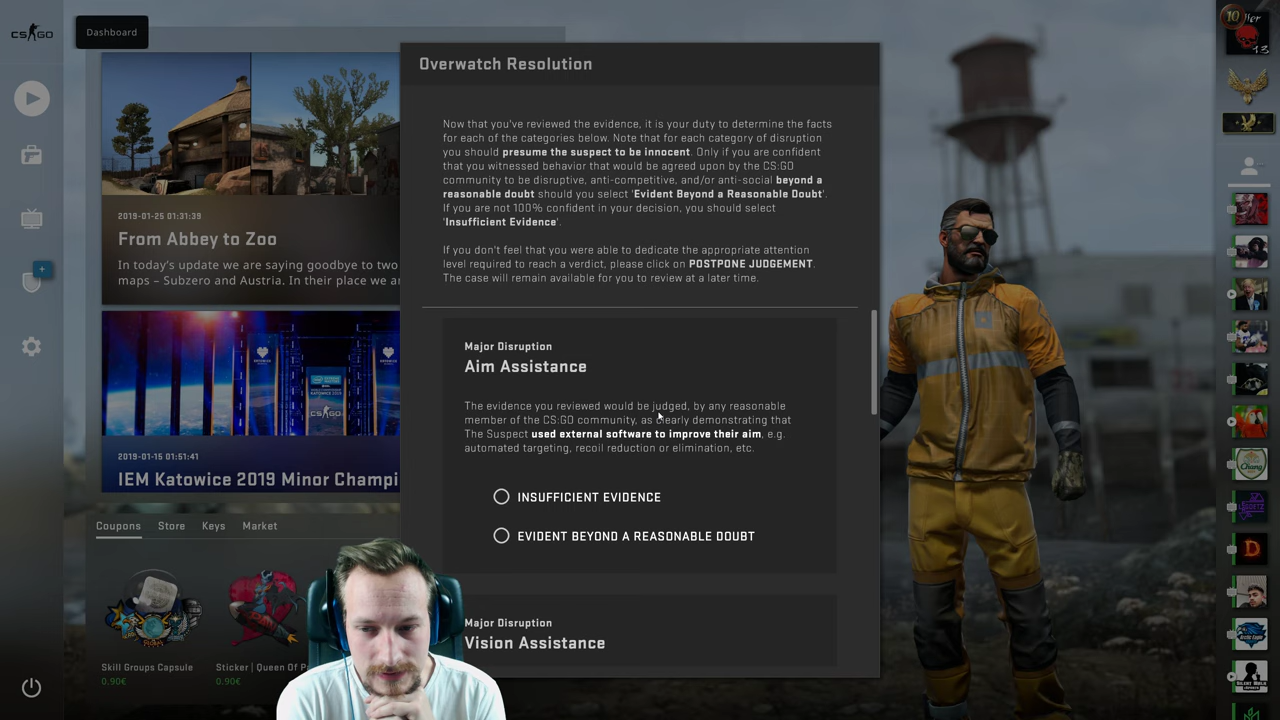 CS GO
Dashboard
10
13
Overwatch Resolution
Now that you've reviewed the evidence, it is your duty to determine the facts
for each of the categories below. Note that for each category of disruption
you should presume the suspect to be innocent. Only if you are confident
that you witnessed behavior that would be agreed upon by the CS:GO
community to be disruptive, anti-competitive, and/or anti-social beyond a
reasonable doubt should you select 'Evident Beyond a Reasonable Doubt'.
If you are not 100% confident in your decision, you should select
'Insufficient Evidence'.
If you don't feel that you were able to dedicate the appropriate attention
level required to reach a verdict, please click on POSTPONE JUDGEMENT.
The case will remain available for you to review at a later time.
Major Disruption
Aim Assistance
The evidence you reviewed would be judged, by any reasonable
member of the CS:GO community, as clearly demonstrating that
The Suspect used external software to improve their aim, e.g.
automated targeting, recoil reduction or elimination, etc.
INSUFFICIENT EVIDENCE
EVIDENT BEYOND A REASONABLE DOUBT
Major Disruption
Vision Assistance
2019-01-25 01:31:39
From Abbey to Zoo
In today's update we are saying goodbye to two
maps – Subzero and Austria. In their place we a
2019-01-15 01:51:41
IEM Katowice 2019 Minor Champi
Coupons Store Keys Market
Skill Groups Capsule
0.90€
Sticker | Queen Of P
0.90€